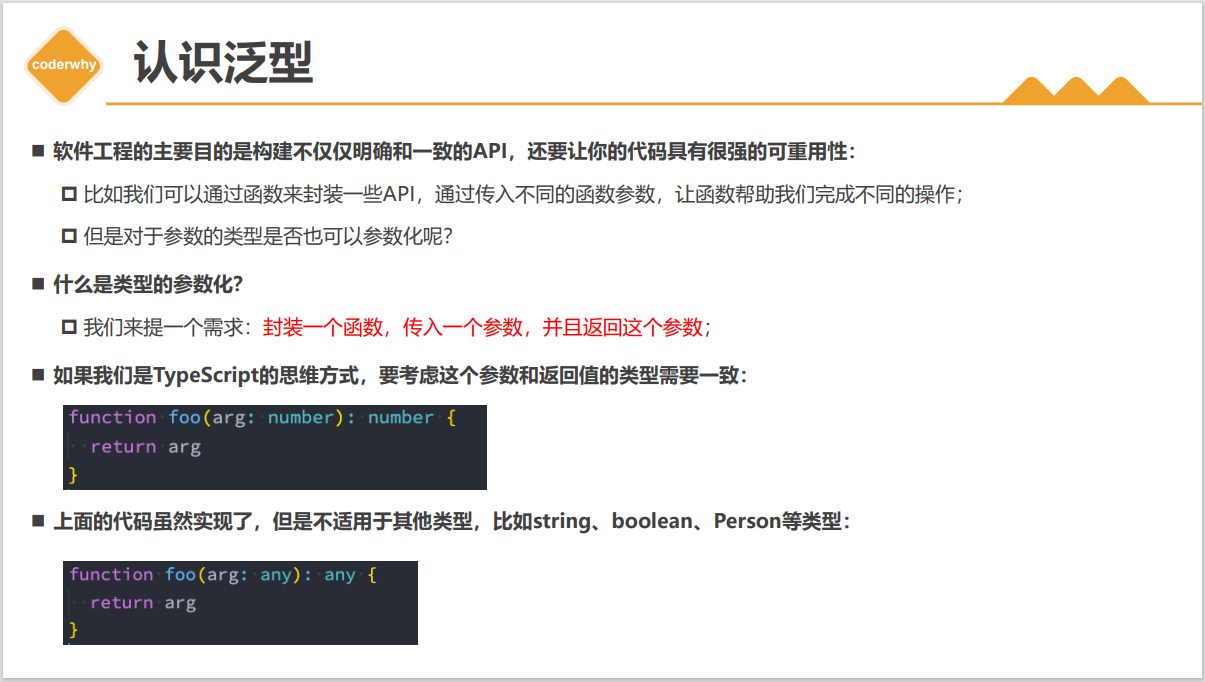 coderwhy
认识泛型
软件工程的主要目的是构建不仅仅明确和一致的API，还要让你的代码具有很强的可重用性：
比如我们可以通过函数来封装一些API，通过传入不同的函数参数，让函数帮助我们完成不同的操作；
但是对于参数的类型是否也可以参数化呢？
什么是类型的参数化？
我们来提一个需求：封装一个函数，传入一个参数，并且返回这个参数；
如果我们是TypeScript的思维方式，要考虑这个参数和返回值的类型需要一致：
function foo(arg: number): number {
  return arg
}
上面的代码虽然实现了，但是不适用于其他类型，比如string、boolean、Person等类型：
function foo(arg: any): any {
  return arg
}